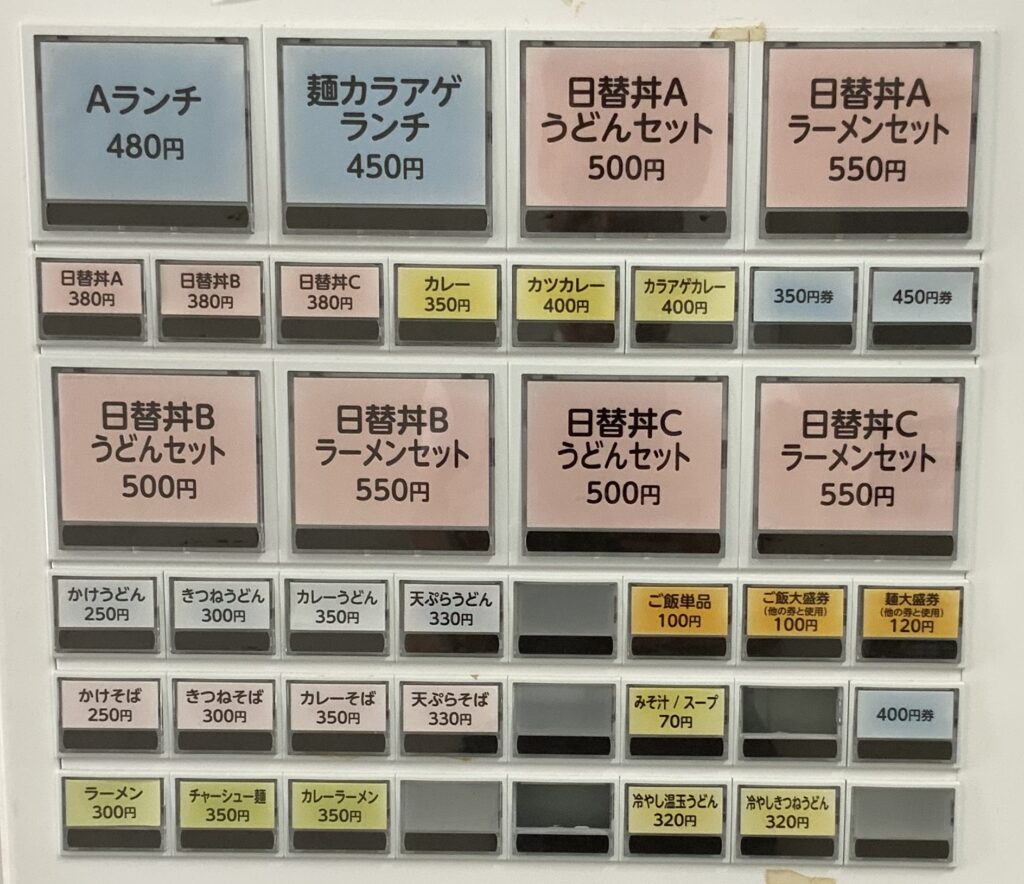 Aランチ
480円
麺カラアゲ
ランチ
450円
日替丼A
うどんセット
500円
日替丼A
ラーメンセット
550円
日替丼A
380円
日替丼B
380円
日替丼C
380円
カレー
350円
カツカレー
400円
カラアゲカレー
400円
350円券
450円券
日替丼B
うどんセット
500円
日替丼B
ラーメンセット
550円
日替丼C
うどんセット
500円
日替丼C
ラーメンセット
550円
かけうどん
250円
きつねうどん
300円
カレーうどん
350円
天ぷらうどん
330円
ご飯単品
100円
ご飯大盛券
(他の券と使用)
100円
麺大盛券
(他の券と使用)
120円
かけそば
250円
きつねそば
300円
カレーそば
350円
天ぷらそば
330円
みそ汁 / スープ
70円
400円券
ラーメン
300円
チャーシュー麺
350円
カレーラーメン
350円
冷やし温玉うどん
320円
冷やしきつねうどん
320円